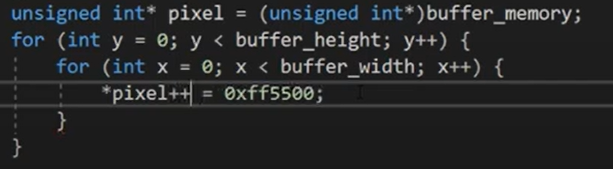 unsigned int* pixel = (unsigned int*)buffer_memory;
for (int y = 0; y < buffer_height; y++) {
for (int x = 0; x < buffer_width; x++) {
*pixel++ = 0xff5500;
}
}